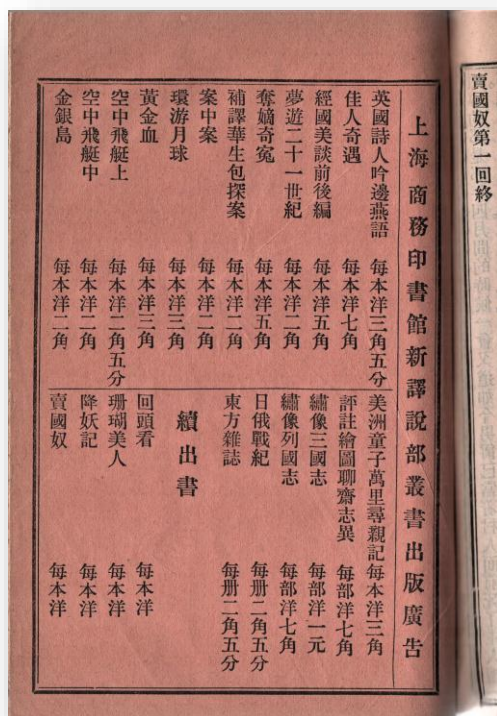 賣國奴第一回終
上海商務印書館新譯說部叢書出版廣告
英國詩人吟邊燕語 每本洋三角五分
佳人奇遇 每本洋七角
經國美談前後編 每本洋五角
夢遊二十一世紀 每本洋二角
奪嫡奇冤 每本洋五角
補譯華生包探案 每本洋二角
案中案 每本洋二角
環游月球 每本洋三角
黃金血 每本洋三角
空中飛艇上 每本洋二角五分
空中飛艇中 每本洋二角
金銀島 每本洋二角
美洲童子萬里尋親記 每本洋三角
評註繪圖聊齋志異 每部洋七角
繡像三國志 每部洋一元
繡像列國志 每部洋七角
日俄戰紀 每册二角五分
東方雜誌 每册二角五分
續出書
回頭看 每本洋
珊瑚美人 每本洋
降妖記 每本洋
賣國奴 每本洋